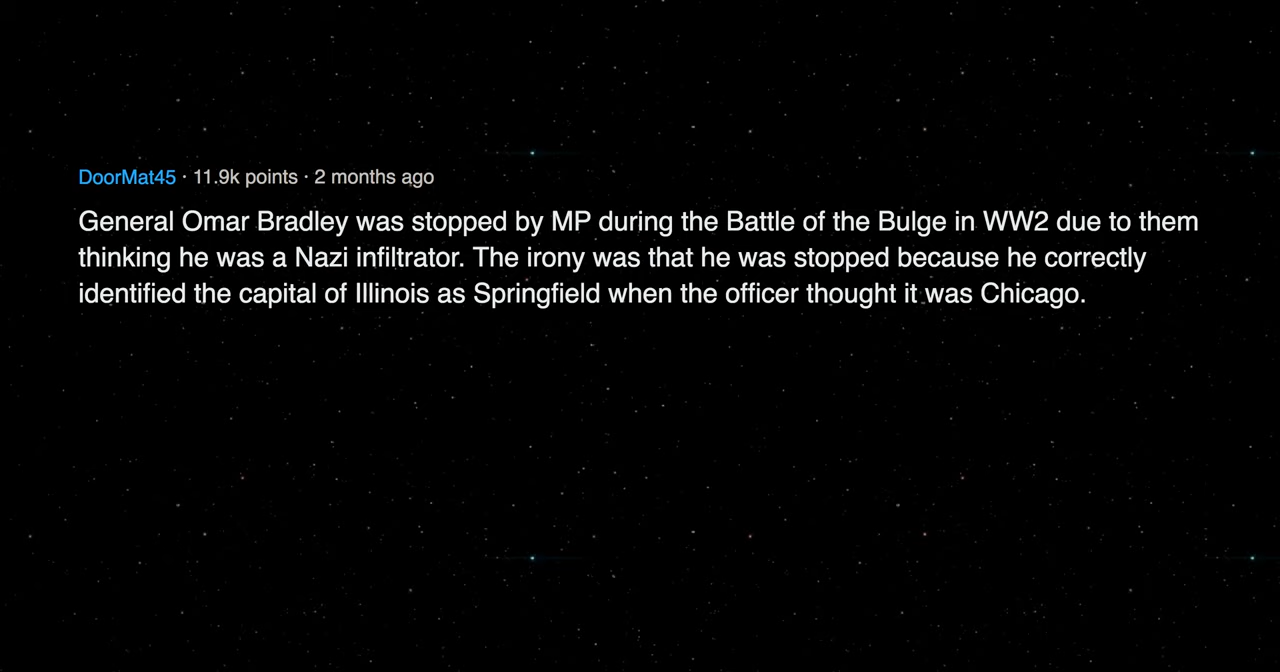 DoorMat45 · 11.9k points · 2 months ago
General Omar Bradley was stopped by MP during the Battle of the Bulge in WW2 due to them
thinking he was a Nazi infiltrator. The irony was that he was stopped because he correctly
identified the capital of Illinois as Springfield when the officer thought it was Chicago.